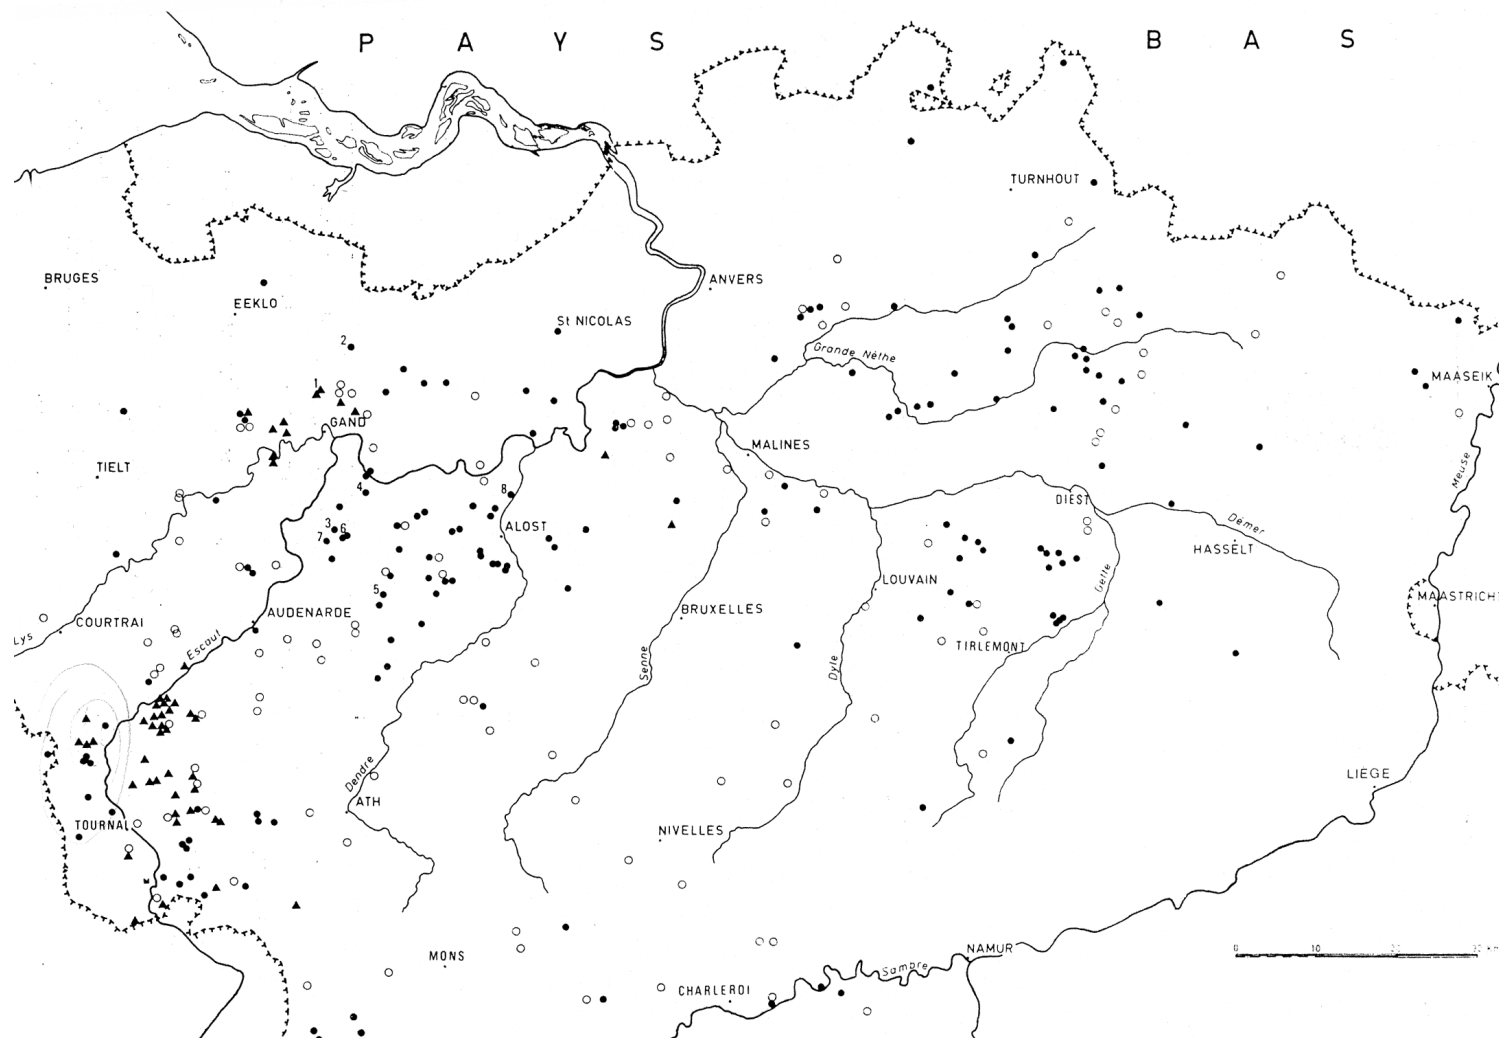 P A Y S B A S
TURNHOUT
BRUGES
ANVERS
EEKLO
St NICOLAS
2
Grande Nèthe
1
MAASEIK
GAND
MALINES
TIELT
Meuse
4
8
DIEST
3
6
ALOST
Démer
7
HASSELT
Gette
LOUVAIN
5
MAASTRICHT
AUDENARDE
BRUXELLES
COURTRAI
Lys
Escaut
TIRLEMONT
Senne
Dyle
Dendre
LIÈGE
ATH
TOURNAI
NIVELLES
NAMUR
0 10
MONS
Sambre
CHARLEROI